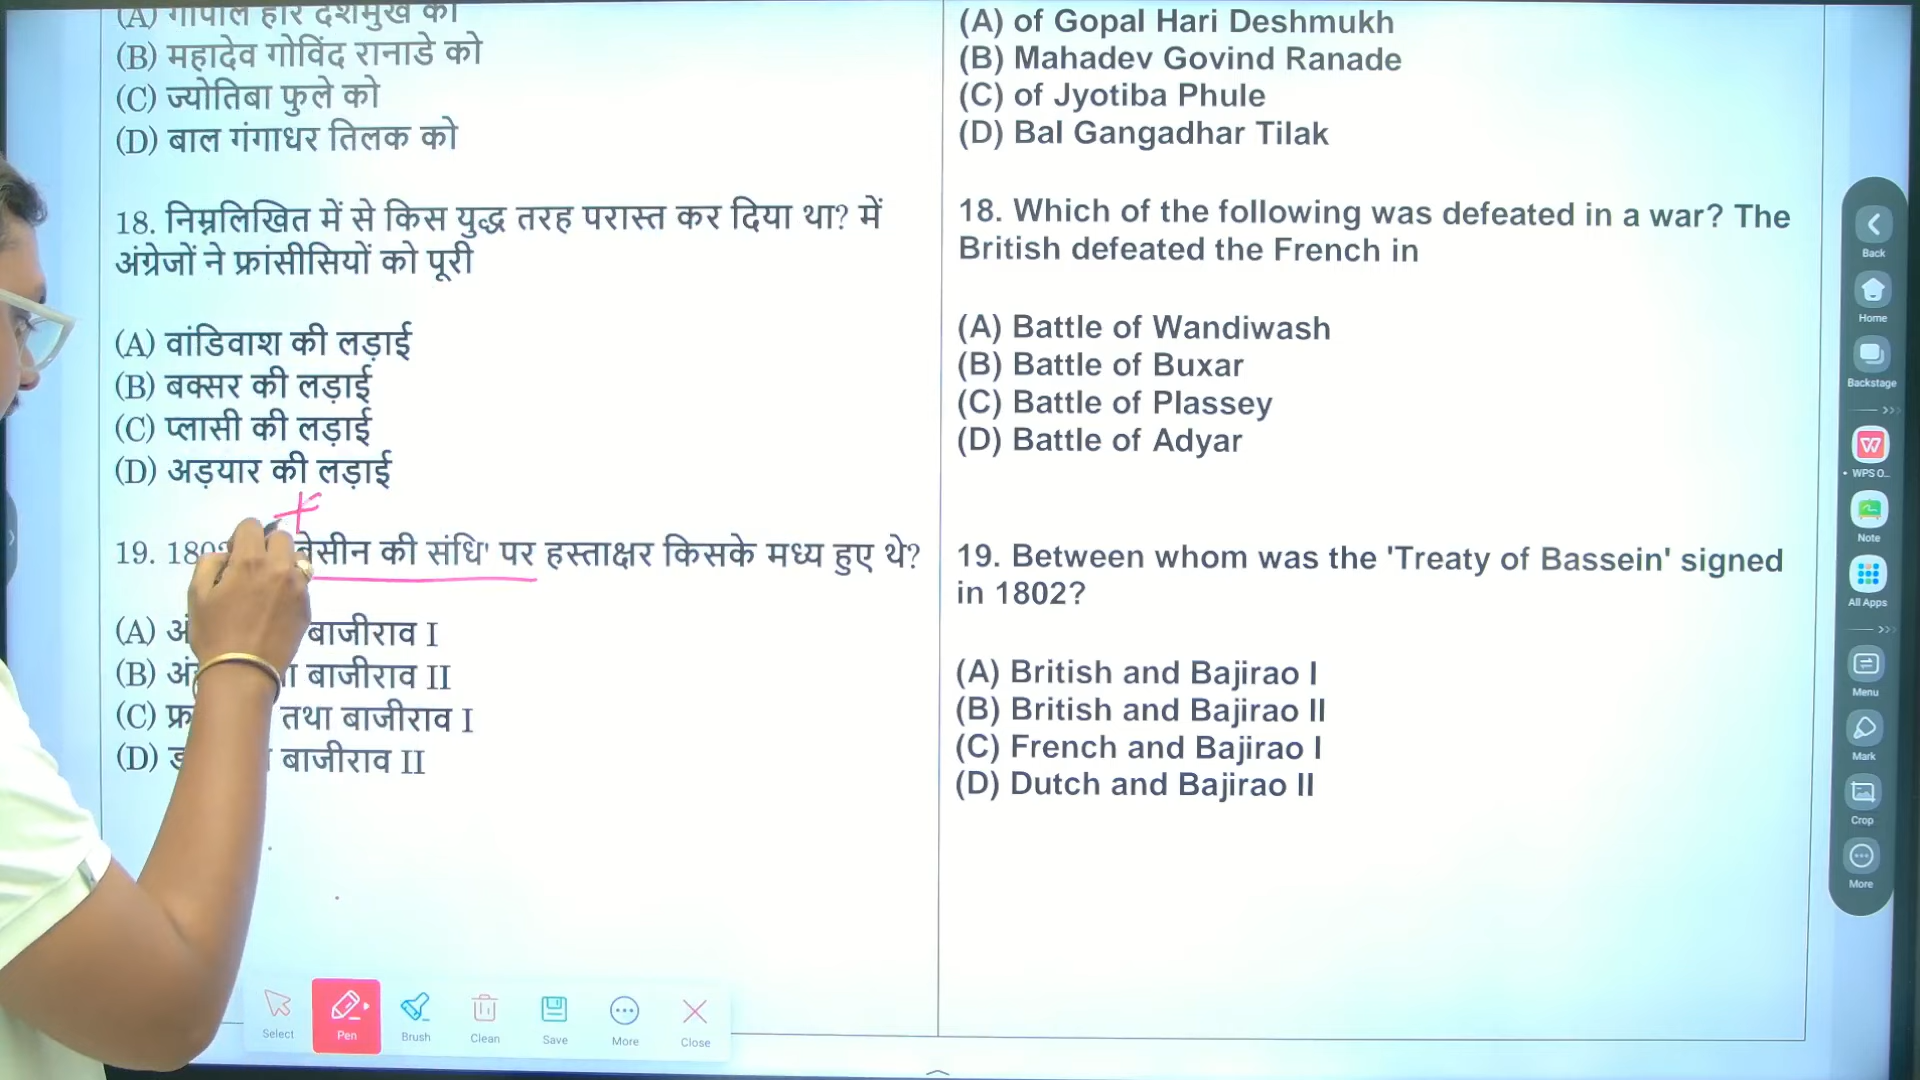 (A) गोपाल हरि देशमुख को
(B) महादेव गोविंद रानाडे को
(C) ज्योतिबा फुले को
(D) बाल गंगाधर तिलक को
18. निम्नलिखित में से किस युद्ध तरह परास्त कर दिया था? में
अंग्रेजों ने फ्रांसीसियों को पूरी
(A) वांडिवाश की लड़ाई
(B) बक्सर की लड़ाई
(C) प्लासी की लड़ाई
(D) अड़यार की लड़ाई
19. की संधि' पर हस्ताक्षर किसके मध्य हुए थे?
(A) बाजीराव I
(B) बाजीराव II
(C) तथा बाजीराव I
(D) बाजीराव II
(A) of Gopal Hari Deshmukh
(B) Mahadev Govind Ranade
(C) of Jyotiba Phule
(D) Bal Gangadhar Tilak
18. Which of the following was defeated in a war? The
British defeated the French in
(A) Battle of Wandiwash
(B) Battle of Buxar
(C) Battle of Plassey
(D) Battle of Adyar
19. Between whom was the 'Treaty of Bassein' signed
in 1802?
(A) British and Bajirao I
(B) British and Bajirao II
(C) French and Bajirao I
(D) Dutch and Bajirao II
Back
Home
Backstage
WPS O...
Note
All Apps
Menu
Mark
Crop
More
Select
Pen
Brush
Clean
Save
More
Close